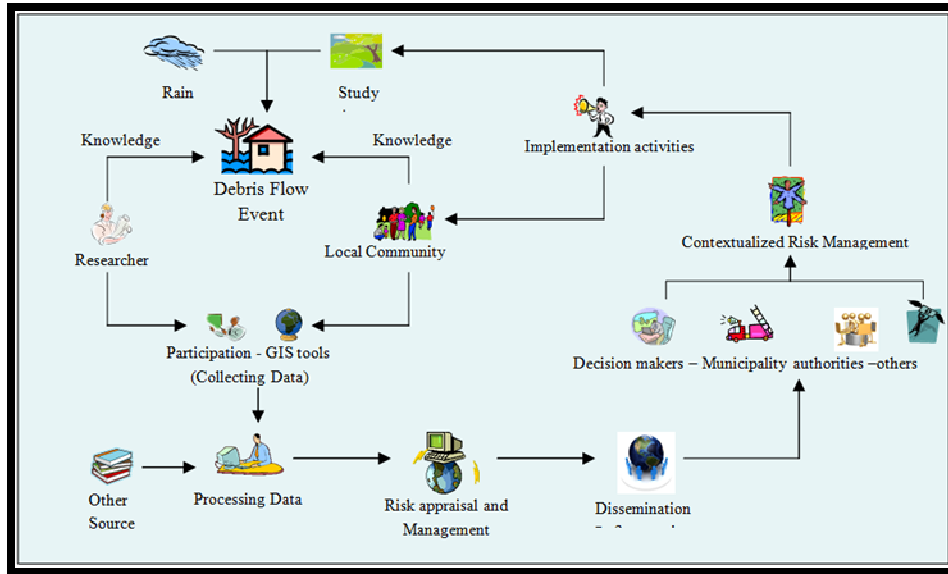 Rain
Study
Knowledge
Knowledge
Implementation activities
Debris Flow
Event
Local Community
Researcher
Contextualized Risk Management
Participation - GIS tools
(Collecting Data)
Decision makers – Municipality authorities –others
Other
Source
Processing Data
Risk appraisal and
Management
Dissemination